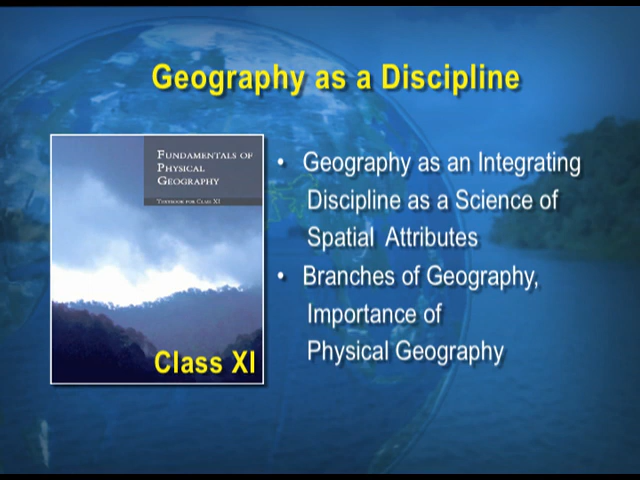 Geography as a Discipline
FUNDAMENTALS OF
PHYSICAL
GEOGRAPHY
TEXTBOOK FOR CLASS XI
Class XI
• Geography as an Integrating
Discipline as a Science of
Spatial Attributes
• Branches of Geography,
Importance of
Physical Geography